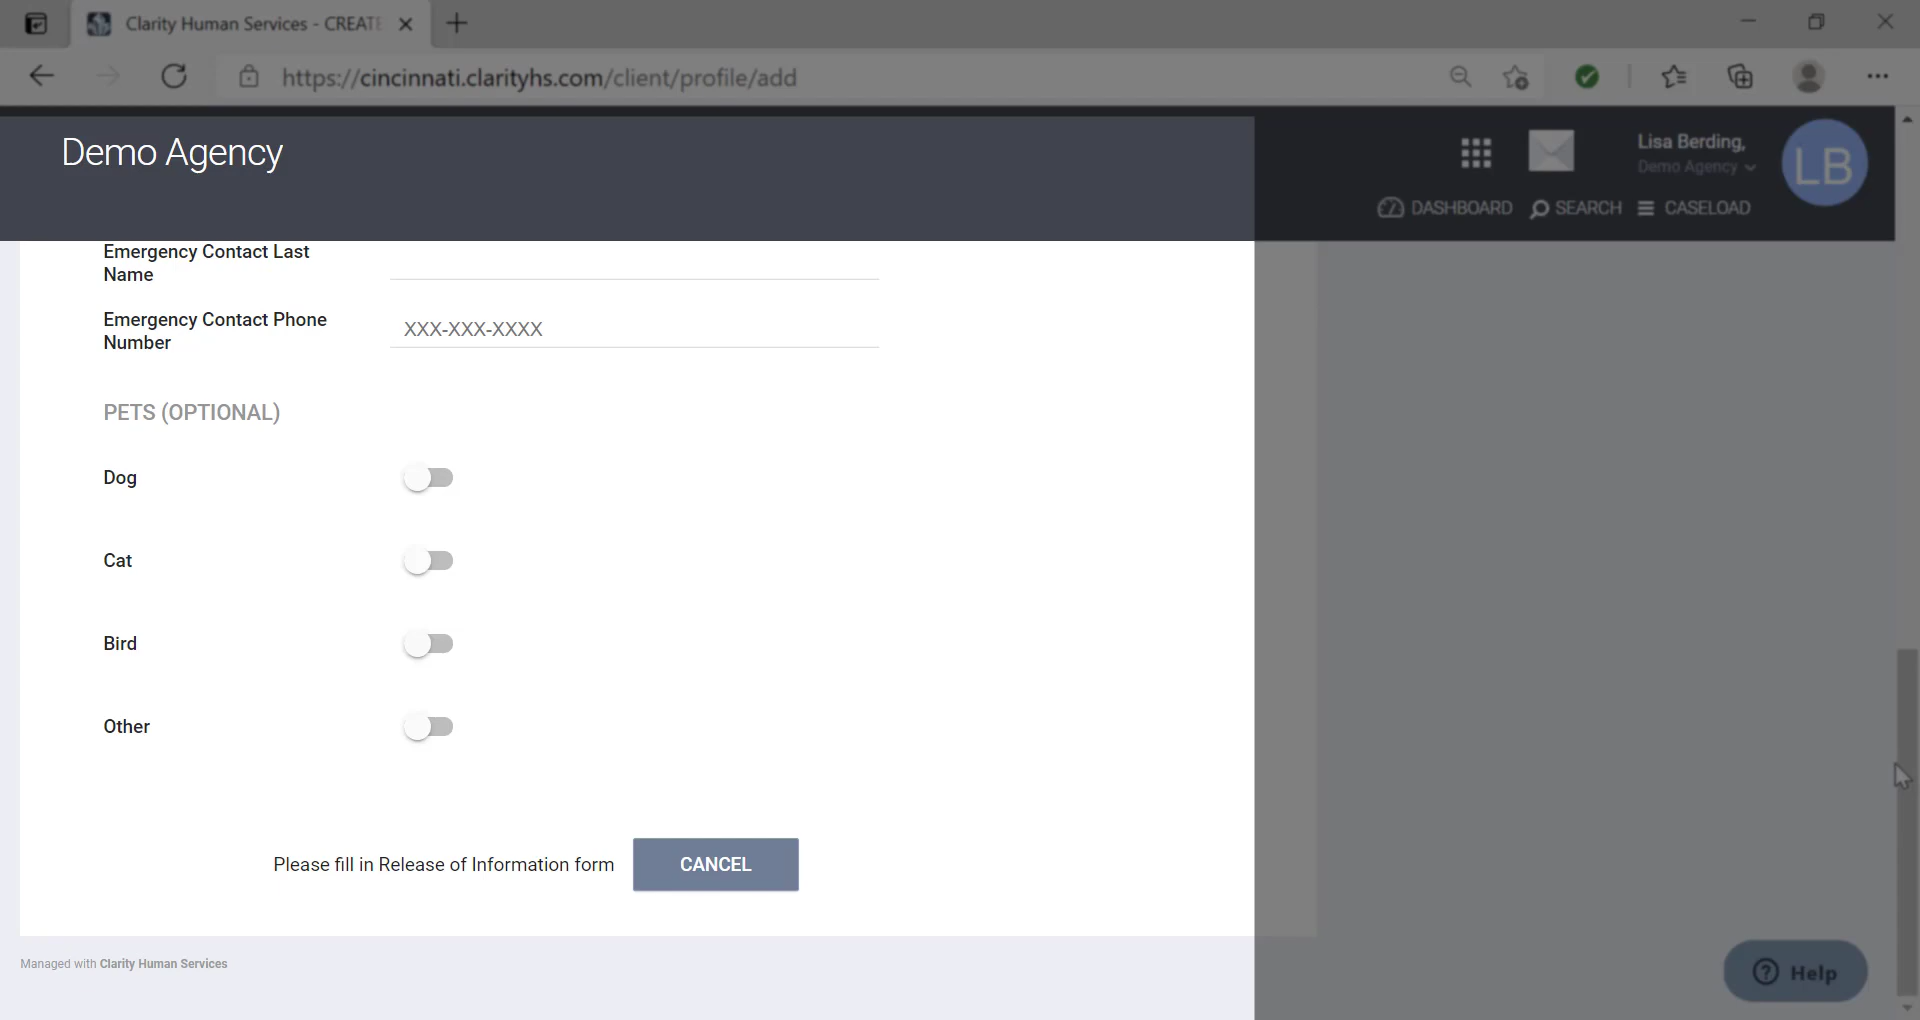 Clarity Human Services - CREATE
https://cincinnati.clarityhs.com/client/profile/add
Demo Agency
Lisa Berding,
Demo Agency
LB
DASHBOARD
SEARCH
CASELOAD
Emergency Contact Last
Name
Emergency Contact Phone
Number
XXX-XXX-XXXX
PETS (OPTIONAL)
Dog
Cat
Bird
Other
Please fill in Release of Information form
CANCEL
Managed with Clarity Human Services
Help